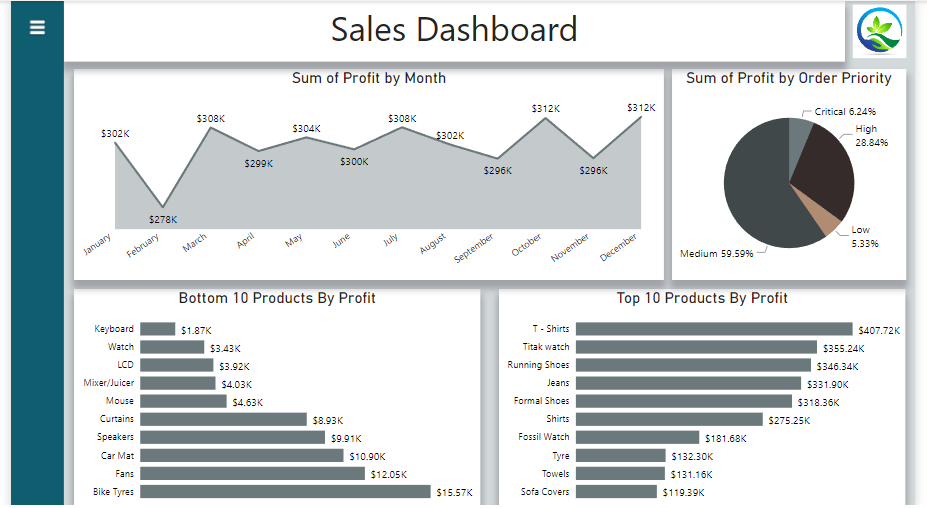 Sales Dashboard
Sum of Profit by Month
$302K
$278K
$308K
$299K
$304K
$300K
$308K
$302K
$296K
$312K
$296K
$312K
January
February
March
April
May
June
July
August
September
October
November
December
Sum of Profit by Order Priority
Critical 6.24%
High
28.84%
Low
5.33%
Medium 59.59%
Bottom 10 Products By Profit
Keyboard $1.87K
Watch $3.43K
LCD $3.92K
Mixer/Juicer $4.03K
Mouse $4.63K
Curtains $8.93K
Speakers $9.91K
Car Mat $10.90K
Fans $12.05K
Bike Tyres $15.57K
Top 10 Products By Profit
T - Shirts $407.72K
Titak watch $355.24K
Running Shoes $346.34K
Jeans $331.90K
Formal Shoes $318.36K
Shirts $275.25K
Fossil Watch $181.68K
Tyre $132.30K
Towels $131.16K
Sofa Covers $119.39K